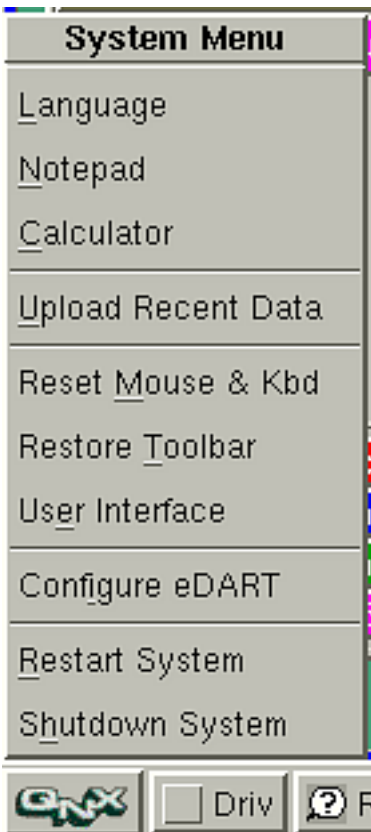 System Menu
Language
Notepad
Calculator
Upload Recent Data
Reset Mouse & Kbd
Restore Toolbar
User Interface
Configure eDART
Restart System
Shutdown System
QNX Driv